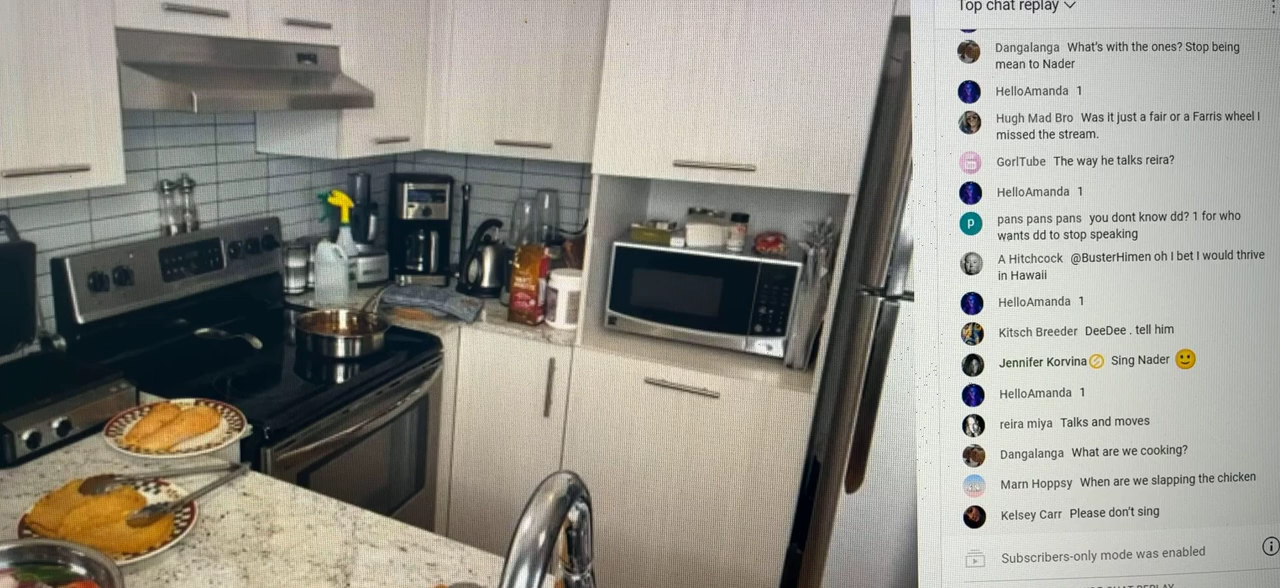 Top chat replay
Dangalanga What's with the ones? Stop being
mean to Nader
HelloAmanda 1
Hugh Mad Bro Was it just a fair or a Farris wheel I
missed the stream.
GorlTube The way he talks reira?
HelloAmanda 1
P
pans pans pans you dont know dd? 1 for who
wants dd to stop speaking
A Hitchcock @BusterHimen oh I bet I would thrive
in Hawaii
HelloAmanda 1
Kitsch Breeder DeeDee . tell him
Jennifer Korvina Sing Nader 🙂
HelloAmanda 1
reira miya Talks and moves
Dangalanga What are we cooking?
Marn Hoppsy When are we slapping the chicken
Kelsey Carr Please don't sing
Subscribers-only mode was enabled
CHAT REPLAY